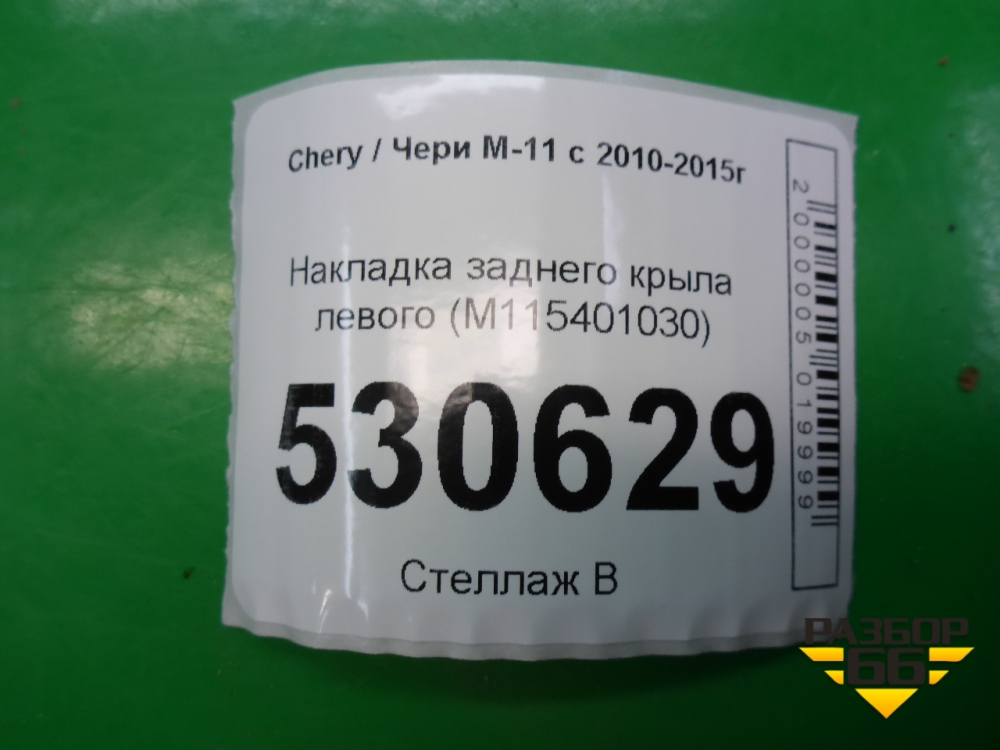 Chery / Чери М-11 с 2010-2015г
Накладка заднего крыла
левого (M115401030)
530629
Стеллаж В
2000005019999
РАЗБОР
66